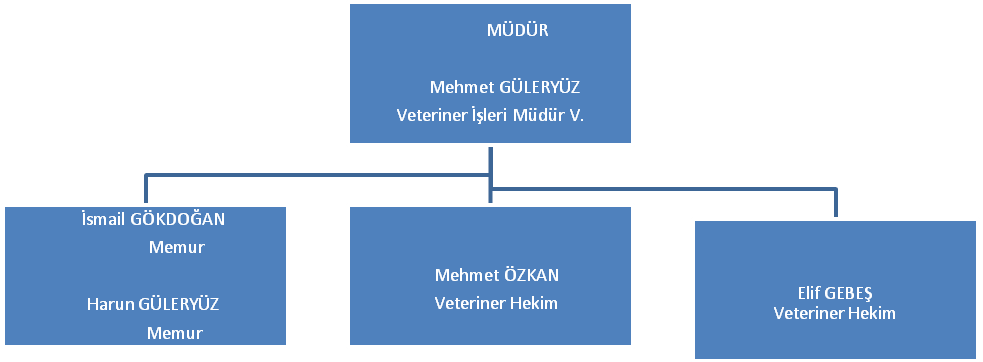 MÜDÜR
Mehmet GÜLERYÜZ
Veteriner İşleri Müdür V.
İsmail GÖKDOĞAN
Memur
Harun GÜLERYÜZ
Memur
Mehmet ÖZKAN
Veteriner Hekim
Elif GEBEŞ
Veteriner Hekim